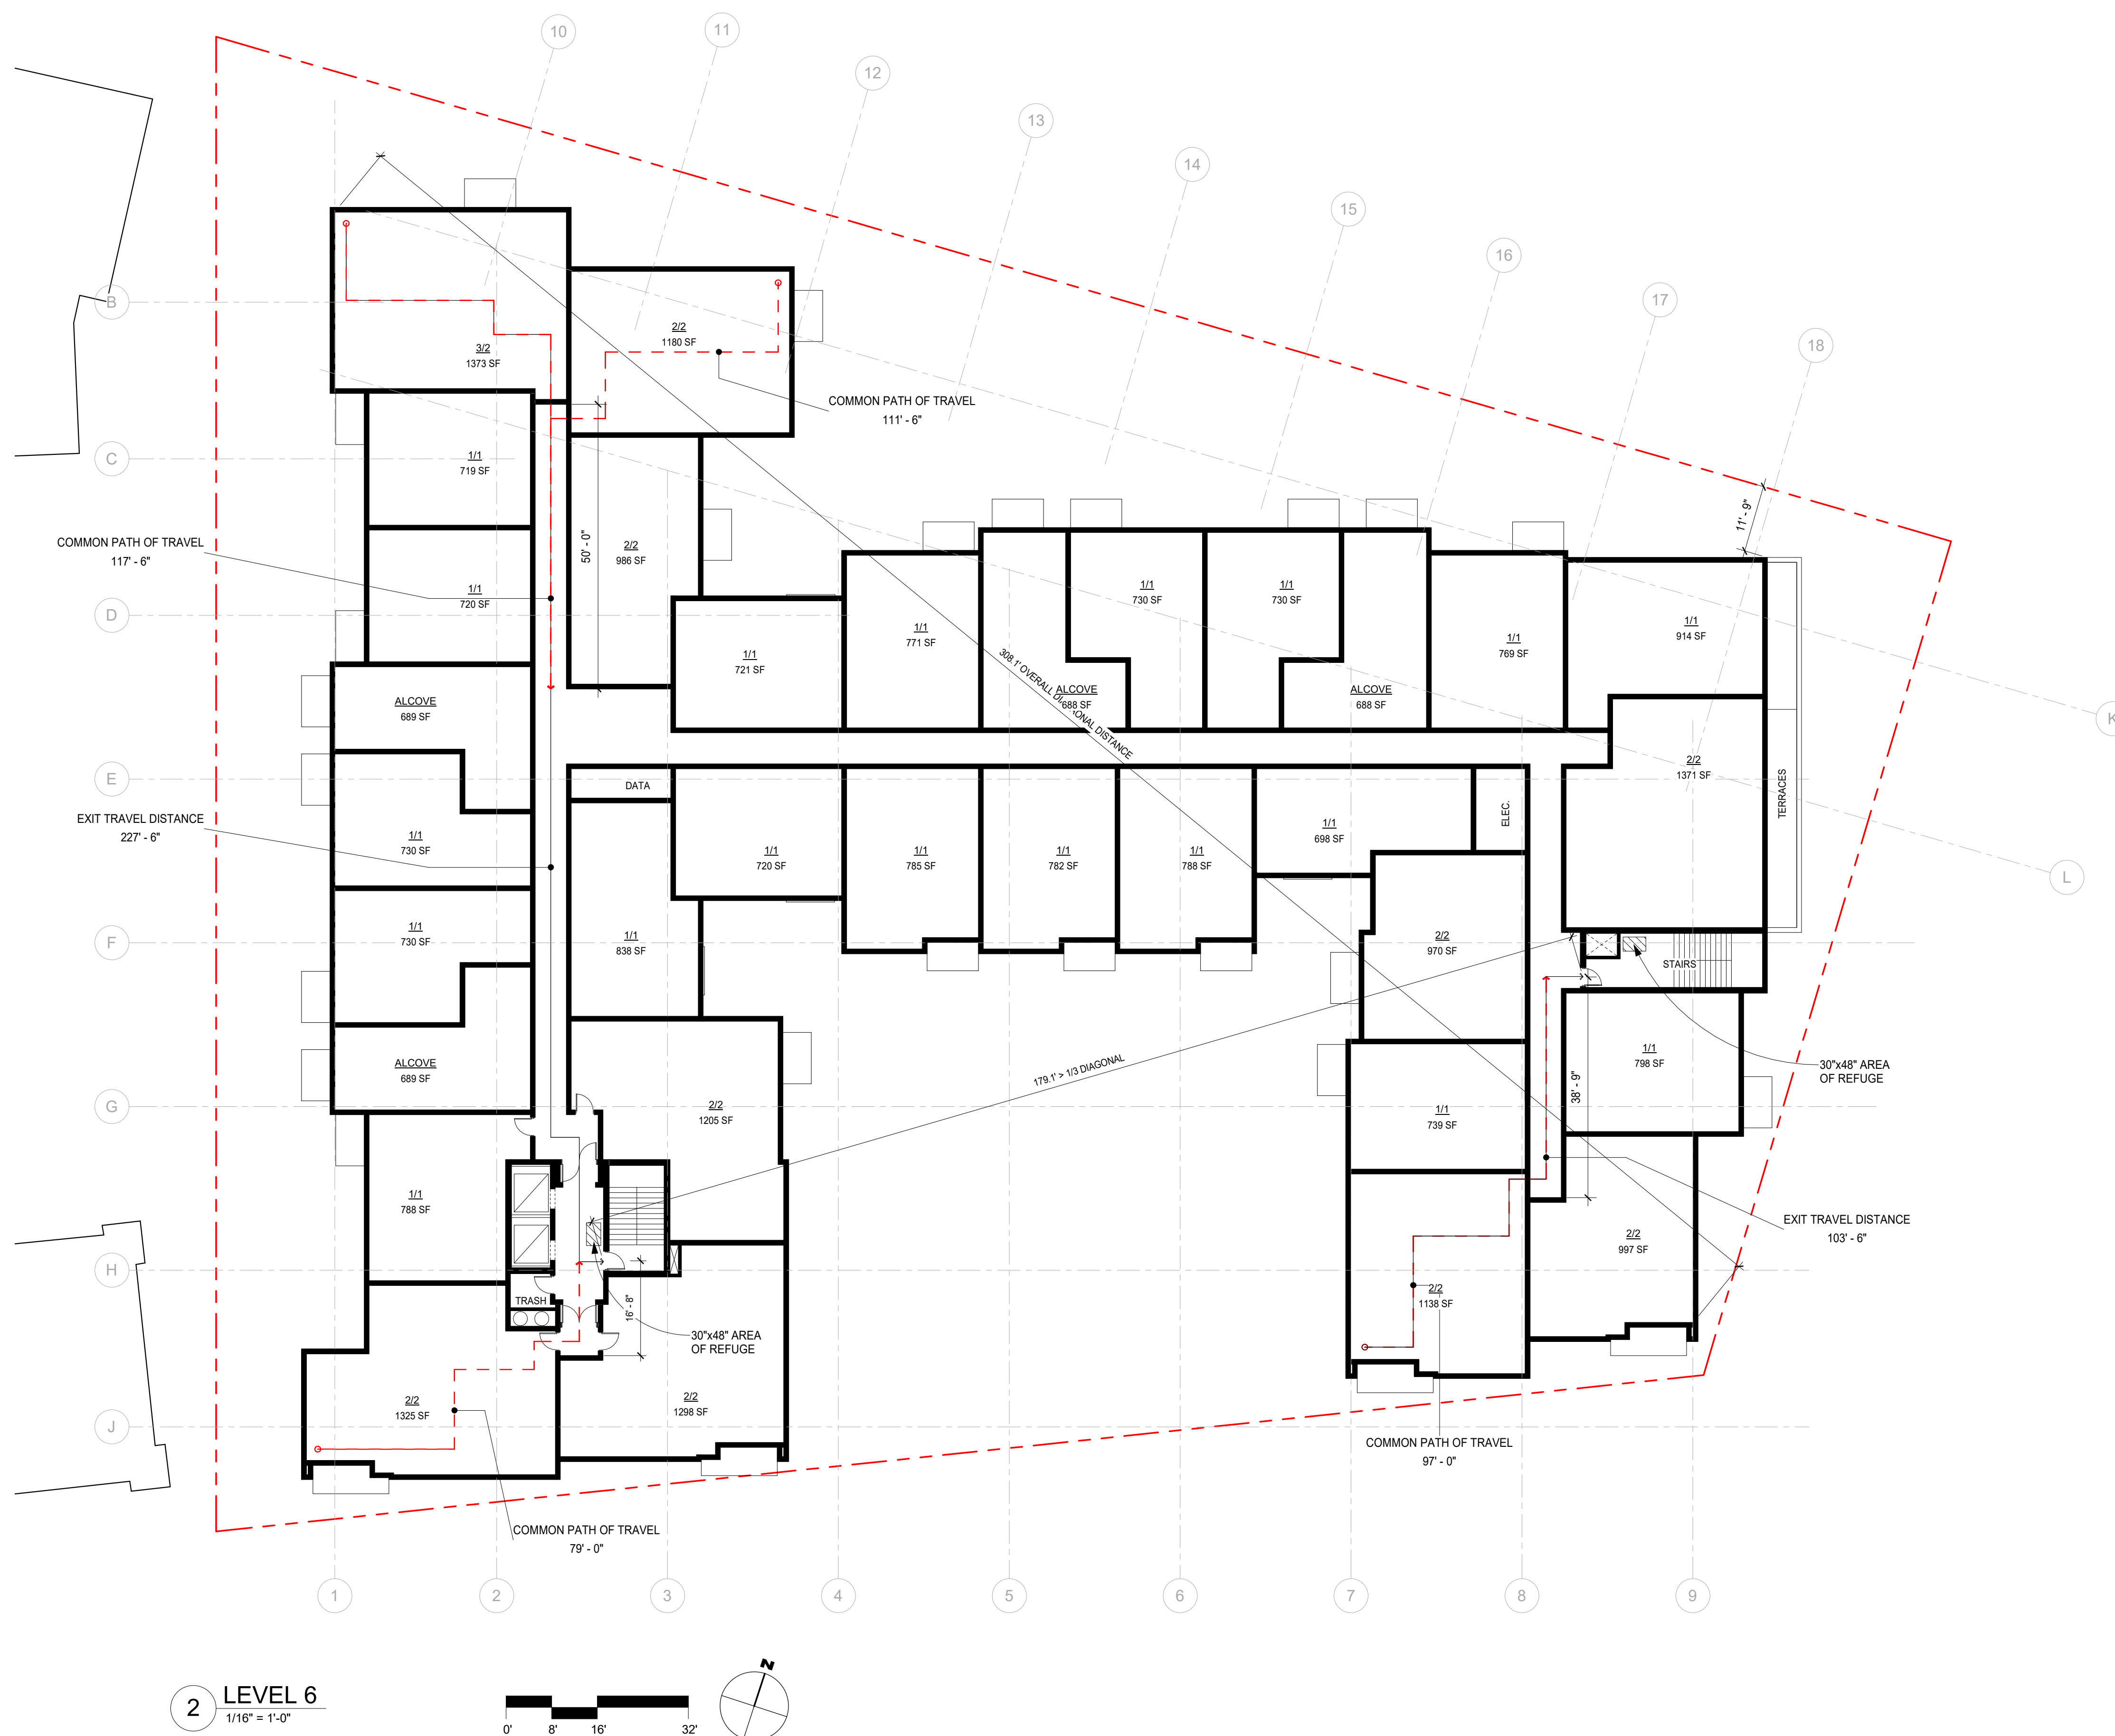 10
11
12
13
14
15
16
17
18
B
3/2
1373 SF
2/2
1180 SF
COMMON PATH OF TRAVEL
111' - 6"
C
1/1
719 SF
COMMON PATH OF TRAVEL
117' - 6"
50' - 0"
2/2
986 SF
11' - 9"
D
1/1
720 SF
1/1
721 SF
1/1
771 SF
1/1
730 SF
1/1
730 SF
1/1
769 SF
1/1
914 SF
308.1' OVERALL DIAGONAL DISTANCE
ALCOVE
689 SF
ALCOVE
688 SF
ALCOVE
688 SF
K
E
DATA
ELEC.
2/2
1371 SF
TERRACES
EXIT TRAVEL DISTANCE
227' - 6"
1/1
730 SF
1/1
720 SF
1/1
785 SF
1/1
782 SF
1/1
788 SF
1/1
698 SF
L
F
1/1
730 SF
1/1
838 SF
2/2
970 SF
STAIRS
ALCOVE
689 SF
179.1' > 1/3 DIAGONAL
38' - 9"
1/1
798 SF
30"x48" AREA
OF REFUGE
G
2/2
1205 SF
1/1
739 SF
1/1
788 SF
EXIT TRAVEL DISTANCE
103' - 6"
2/2
997 SF
H
TRASH
16' - 8"
30"x48" AREA
OF REFUGE
2/2
1138 SF
J
2/2
1325 SF
2/2
1298 SF
COMMON PATH OF TRAVEL
97' - 0"
COMMON PATH OF TRAVEL
79' - 0"
1
2
3
4
5
6
7
8
9
2
LEVEL 6
1/16" = 1'-0"
0'
8'
16'
32'
N